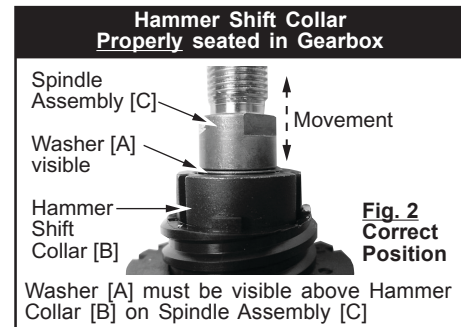 Hammer Shift Collar
Properly seated in Gearbox
Spindle
Assembly [C]
Movement
Washer [A]
visible
Hammer
Shift
Collar [B]
Fig. 2
Correct
Position
Washer [A] must be visible above Hammer
Collar [B] on Spindle Assembly [C]